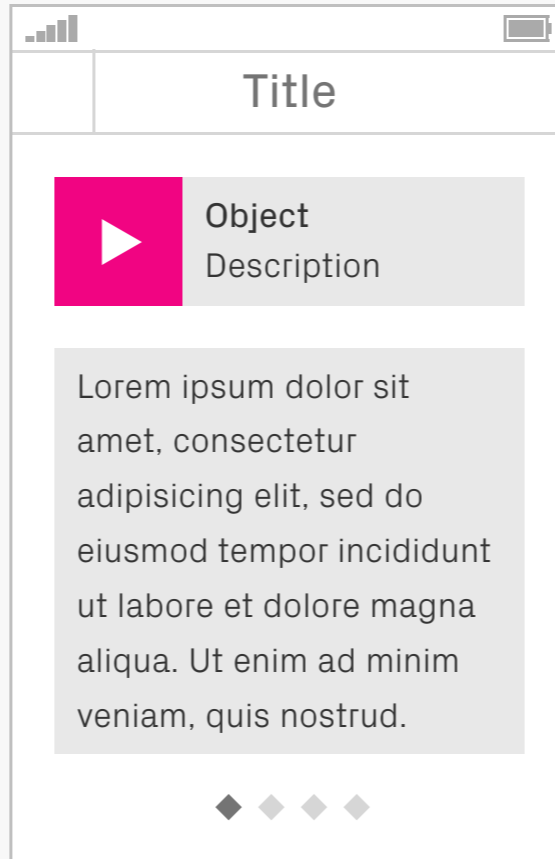 Title
Object
Description
Lorem ipsum dolor sit
amet, consectetur
adipisicing elit, sed do
eiusmod tempor incididunt
ut labore et dolore magna
aliqua. Ut enim ad minim
veniam, quis nostrud.